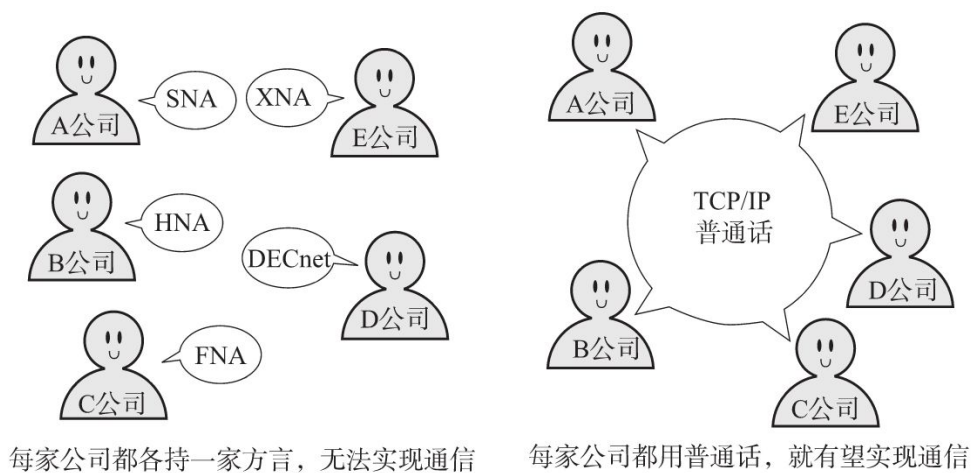 SNA
XNA
A公司
E公司
HNA
B公司
DECnet
D公司
FNA
C公司
每家公司都各持一家方言，无法实现通信
A公司
E公司
TCP/IP
普通话
D公司
B公司
C公司
每家公司都用普通话，就有望实现通信